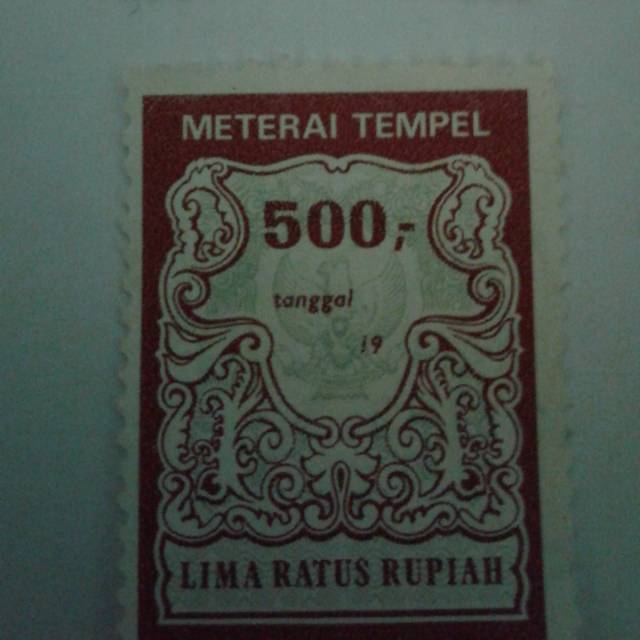 METERAI TEMPEL
500,-
tanggal
19
LIMA RATUS RUPIAH